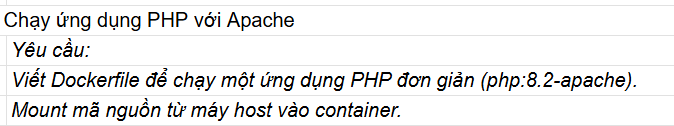 Chạy ứng dụng PHP với Apache
Yêu cầu:
Viết Dockerfile để chạy một ứng dụng PHP đơn giản (php:8.2-apache).
Mount mã nguồn từ máy host vào container.